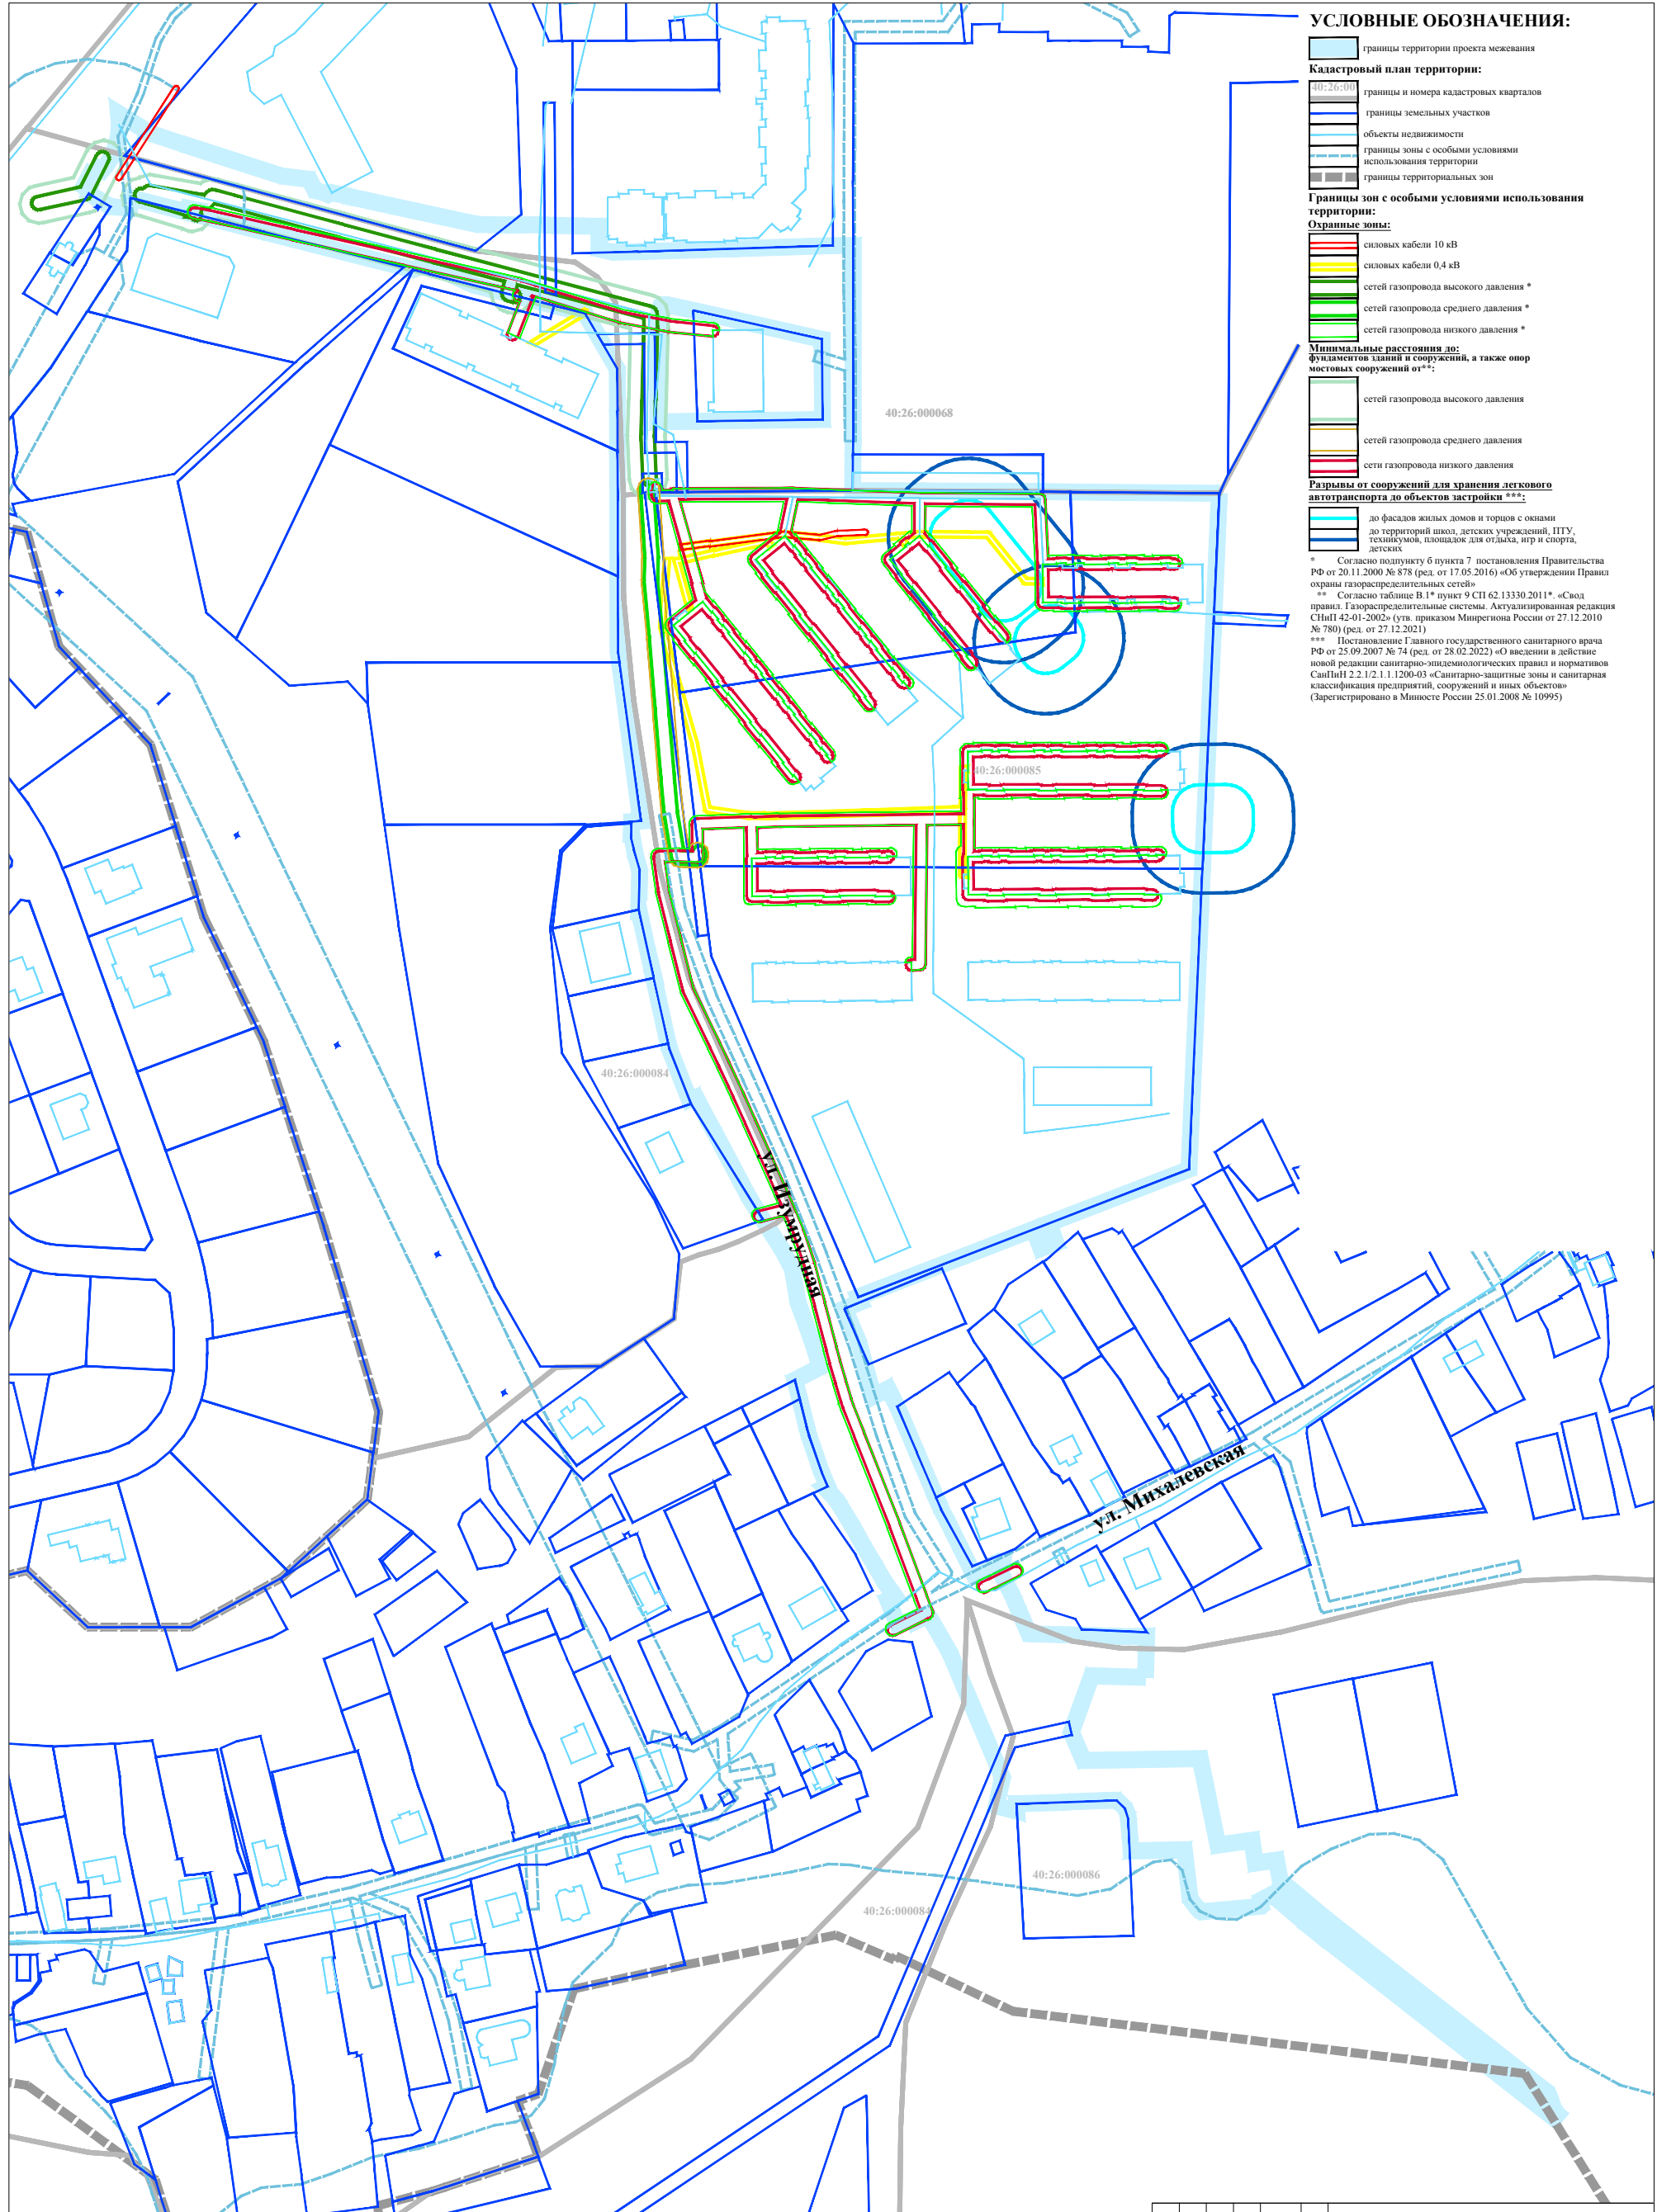 УСЛОВНЫЕ ОБОЗНАЧЕНИЯ:
границы территории проекта межевания
Кадастровый план территории:
40:26:00
границы и номера кадастровых кварталов
границы земельных участков
объекты недвижимости
границы зоны с особыми условиями
использования территории
границы территориальных зон
Границы зон с особыми условиями использования
территории:
Охранные зоны:
силовых кабели 10 кВ
силовых кабели 0,4 кВ
сетей газопровода высокого давления *
сетей газопровода среднего давления *
сетей газопровода низкого давления *
Минимальные расстояния до:
фундаментов зданий и сооружений, а также опор
мостовых сооружений от**:
сетей газопровода высокого давления
сетей газопровода среднего давления
сети газопровода низкого давления
Разрывы от сооружений для хранения легкового
автотранспорта до объектов застройки ***:
до фасадов жилых домов и торцов с окнами
до территорий школ, детских учреждений, ПТУ,
техникумов, площадок для отдыха, игр и спорта,
детских
* Согласно подпункту б пункта 7 постановления Правительства
РФ от 20.11.2000 № 878 (ред. от 17.05.2016) «Об утверждении Правил
охраны газораспределительных сетей»
** Согласно таблице В.1* пункт 9 СП 62.13330.2011*. «Свод
правил. Газораспределительные системы. Актуализированная редакция
СНиП 42-01-2002» (утв. приказом Минрегиона России от 27.12.2010
№ 780) (ред. от 27.12.2021)
*** Постановление Главного государственного санитарного врача
РФ от 25.09.2007 № 74 (ред. от 28.02.2022) «О введении в действие
новой редакции санитарно-эпидемиологических правил и нормативов
СанПиН 2.2.1/2.1.1.1200-03 «Санитарно-защитные зоны и санитарная
классификация предприятий, сооружений и иных объектов»
(Зарегистрировано в Минюсте России 25.01.2008 № 10995)
40:26:000068
40:26:000085
40:26:000084
ул. Изумрудная
ул. Михалевская
40:26:000086
40:26:000084